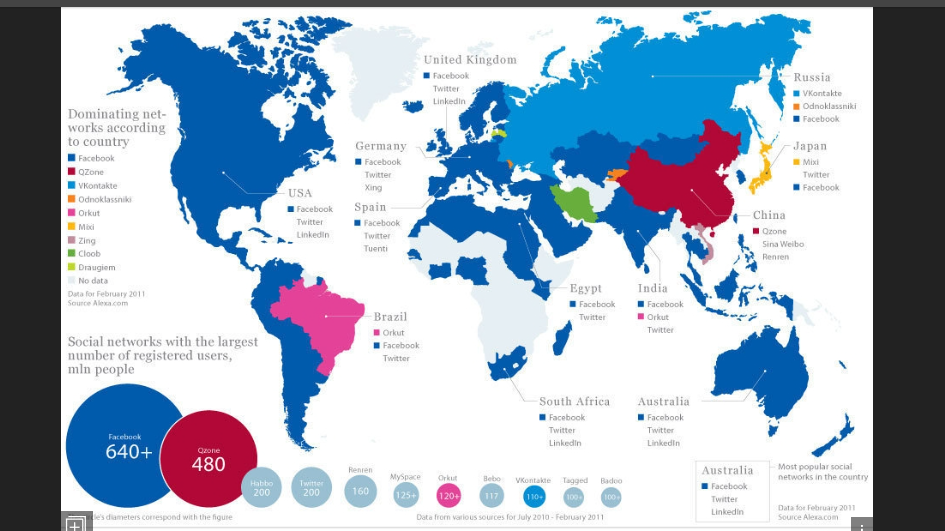 United Kingdom
Facebook
Twitter
LinkedIn
Russia
VKontakte
Odnoklassniki
Facebook
Dominating net-
works according
to country
Facebook
QZone
VKontakte
Odnoklassniki
Orkut
Mixi
Zing
Cloob
Draugiem
No data
Data for February 2011
Source Alexa.com
Germany
Facebook
Twitter
Xing
Japan
Mixi
Twitter
Facebook
USA
Facebook
Twitter
LinkedIn
Spain
Facebook
Twitter
Tuenti
China
Qzone
Sina Weibo
Renren
Egypt
Facebook
Twitter
India
Facebook
Orkut
Twitter
Brazil
Orkut
Facebook
Twitter
Social networks with the largest
number of registered users,
mln people
South Africa
Facebook
Twitter
LinkedIn
Australia
Facebook
Twitter
LinkedIn
Facebook
640+
Qzone
480
Habbo
200
Twitter
200
Renren
160
MySpace
125+
Orkut
120+
Bebo
117
VKontakte
110+
Tagged
100+
Badoo
100+
Australia
Facebook
Twitter
LinkedIn
Most popular social
networks in the country
diameters correspond with the figure
Data from various sources for July 2010 - February 2011
Data for February 2011
Source Alexa.com